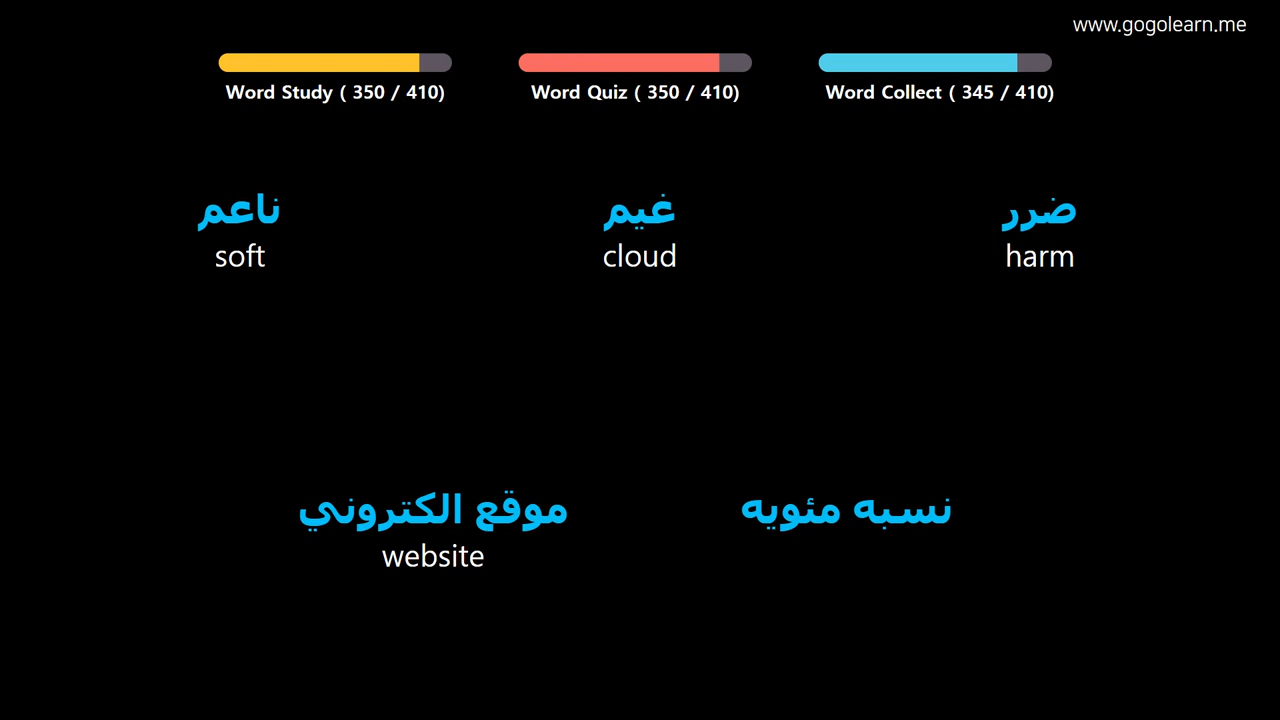 www.gogolearn.me
Word Study ( 350 / 410)
Word Quiz ( 350 / 410)
Word Collect ( 345 / 410)
ناعم
soft
غيم
cloud
ضرر
harm
موقع الكتروني
website
نسبه مئويه